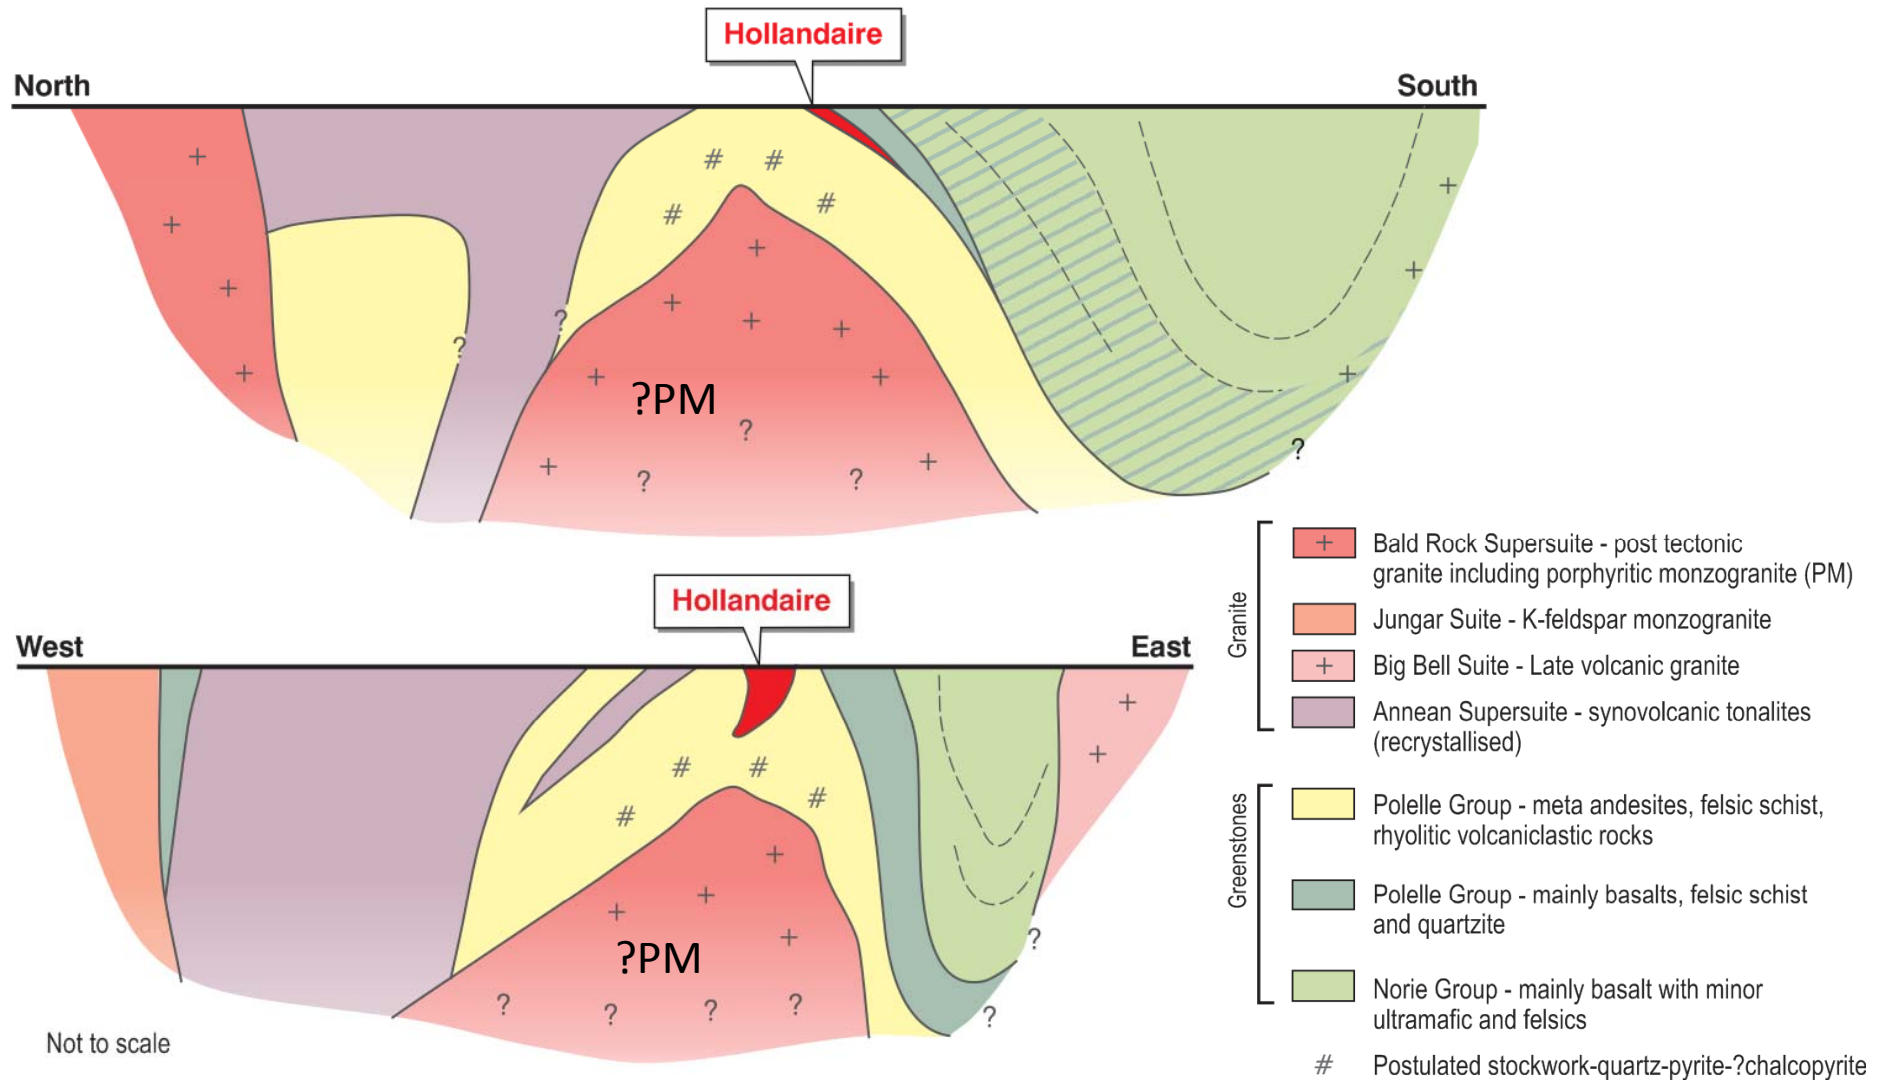 Hollandaire
North
South
#
#
#
#
?
?
?PM
?
?
?
?
Hollandaire
West
East
#
#
#
#
?PM
?
?
?
?
?
?
Not to scale
Granite
Bald Rock Supersuite - post tectonic
granite including porphyritic monzogranite (PM)
Jungar Suite - K-feldspar monzogranite
Big Bell Suite - Late volcanic granite
Annean Supersuite - synovolcanic tonalites
(recrystallised)
Greenstones
Polelle Group - meta andesites, felsic schist,
rhyolitic volcaniclastic rocks
Polelle Group - mainly basalts, felsic schist
and quartzite
Norie Group - mainly basalt with minor
ultramafic and felsics
# Postulated stockwork-quartz-pyrite-?chalcopyrite